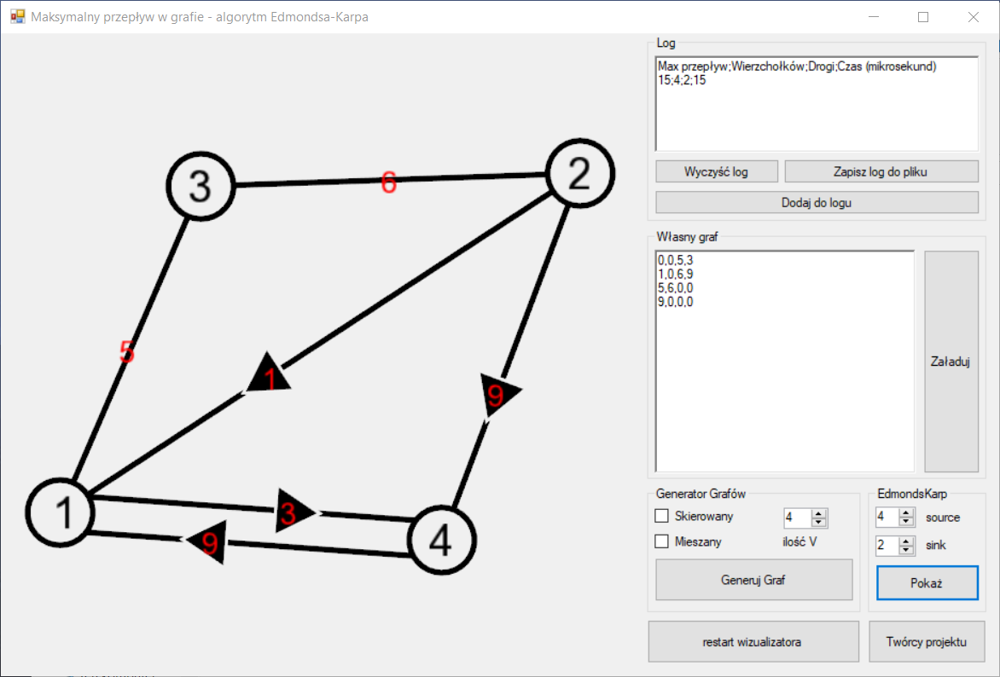 Maksymalny przepływ w grafie - algorytm Edmondsa-Karpa
3
2
6
5
1
9
1
3
9
4
Log
Max przepływ;Wierzchołków;Drogi;Czas (mikrosekund)
15;4;2;15
Wyczyść log
Zapisz log do pliku
Dodaj do logu
Własny graf
0,0,5,3
1,0,6,9
5,6,0,0
9,0,0,0
Załaduj
Generator Grafów
Skierowany
4
Mieszany
ilość V
Generuj Graf
EdmondsKarp
4 source
2 sink
Pokaż
restart wizualizatora
Twórcy projektu